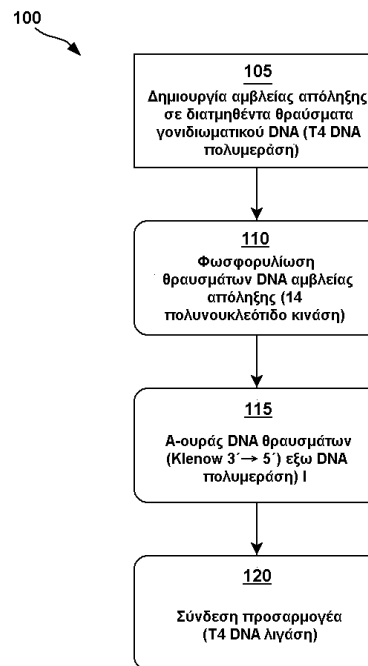 100
105
Δημιουργία αμβλείας απόληξης
σε διατμηθέντα θραύσματα
γονιδιωματικού DNA (T4 DNA
πολυμεράση)
110
Φωσφορυλίωση
θραυσμάτων DNA αμβλείας
απόληξης (14
πολυνουκλεότιδο κινάση)
115
Α-ουράς DNA θραυσμάτων
(Klenow 3΄→ 5΄) εξω DNA
πολυμεράση) I
120
Σύνδεση προσαρμογέα
(T4 DNA λιγάση)